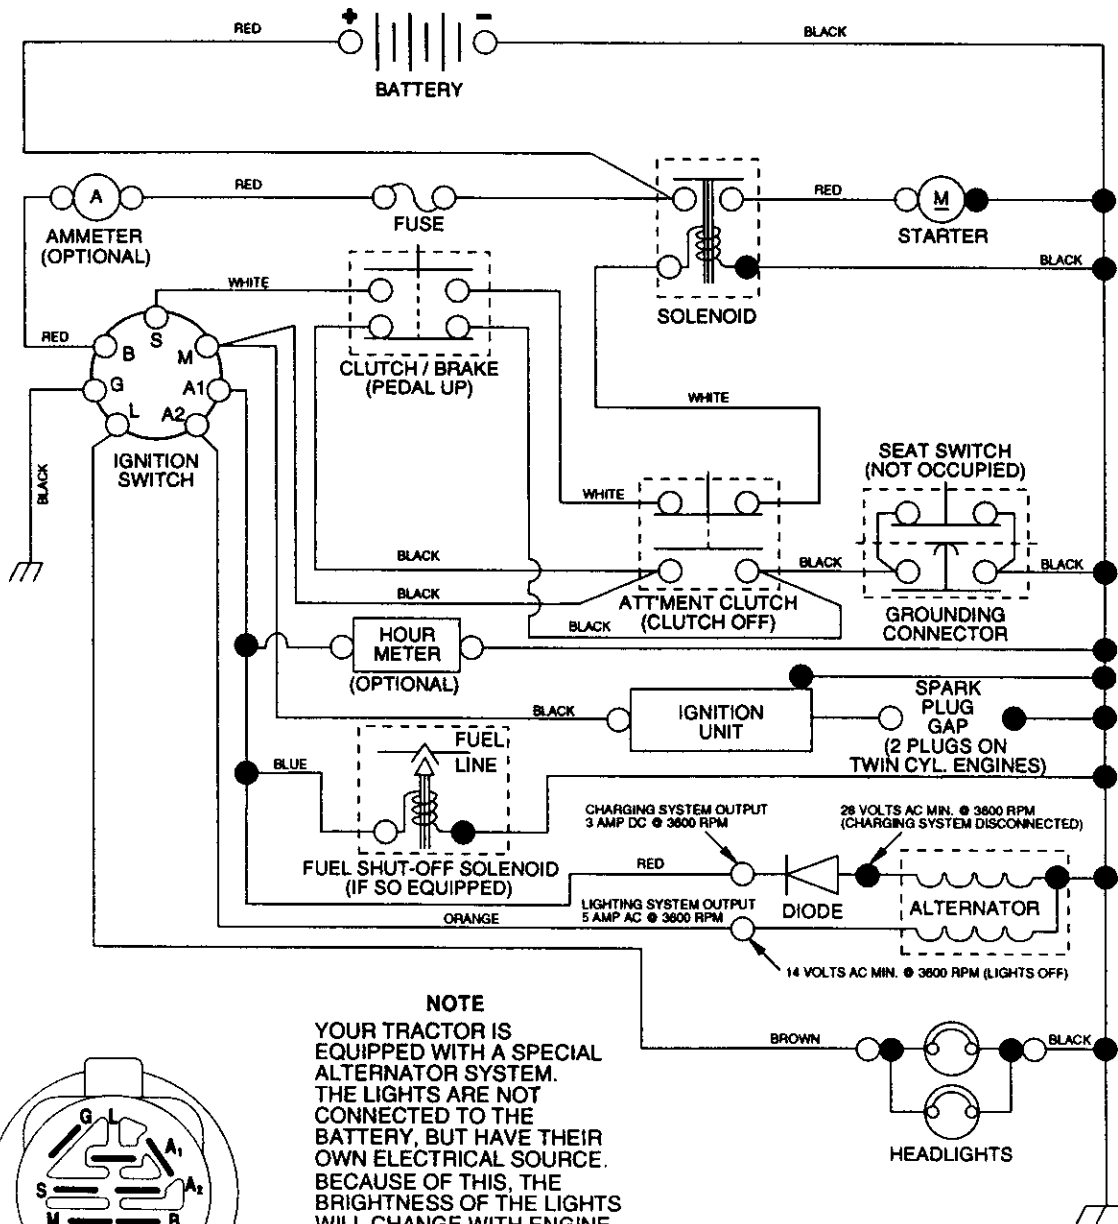 +
-
RED
BLACK
BATTERY
RED
A
AMMETER
(OPTIONAL)
FUSE
SOLENOID
RED
M
STARTER
BLACK
WHITE
RED
S
B
M
G
A1
L
A2
IGNITION
SWITCH
BLACK
CLUTCH / BRAKE
(PEDAL UP)
WHITE
SEAT SWITCH
(NOT OCCUPIED)
WHITE
BLACK
BLACK
BLACK
BLACK
BLACK
ATT'MENT CLUTCH
(CLUTCH OFF)
GROUNDING
CONNECTOR
HOUR
METER
(OPTIONAL)
BLACK
IGNITION
UNIT
SPARK
PLUG
GAP
(2 PLUGS ON
TWIN CYL. ENGINES)
BLUE
FUEL
LINE
FUEL SHUT-OFF SOLENOID
(IF SO EQUIPPED)
CHARGING SYSTEM OUTPUT
3 AMP DC @ 3600 RPM
28 VOLTS AC MIN. @ 3600 RPM
(CHARGING SYSTEM DISCONNECTED)
RED
DIODE
ALTERNATOR
LIGHTING SYSTEM OUTPUT
5 AMP AC @ 3600 RPM
ORANGE
14 VOLTS AC MIN. @ 3600 RPM (LIGHTS OFF)
BROWN
BLACK
HEADLIGHTS
NOTE
YOUR TRACTOR IS
EQUIPPED WITH A SPECIAL
ALTERNATOR SYSTEM.
THE LIGHTS ARE NOT
CONNECTED TO THE
BATTERY, BUT HAVE THEIR
OWN ELECTRICAL SOURCE.
BECAUSE OF THIS, THE
BRIGHTNESS OF THE LIGHTS
WILL CHANGE WITH ENGINE
G L
A1
S
A2
M
B